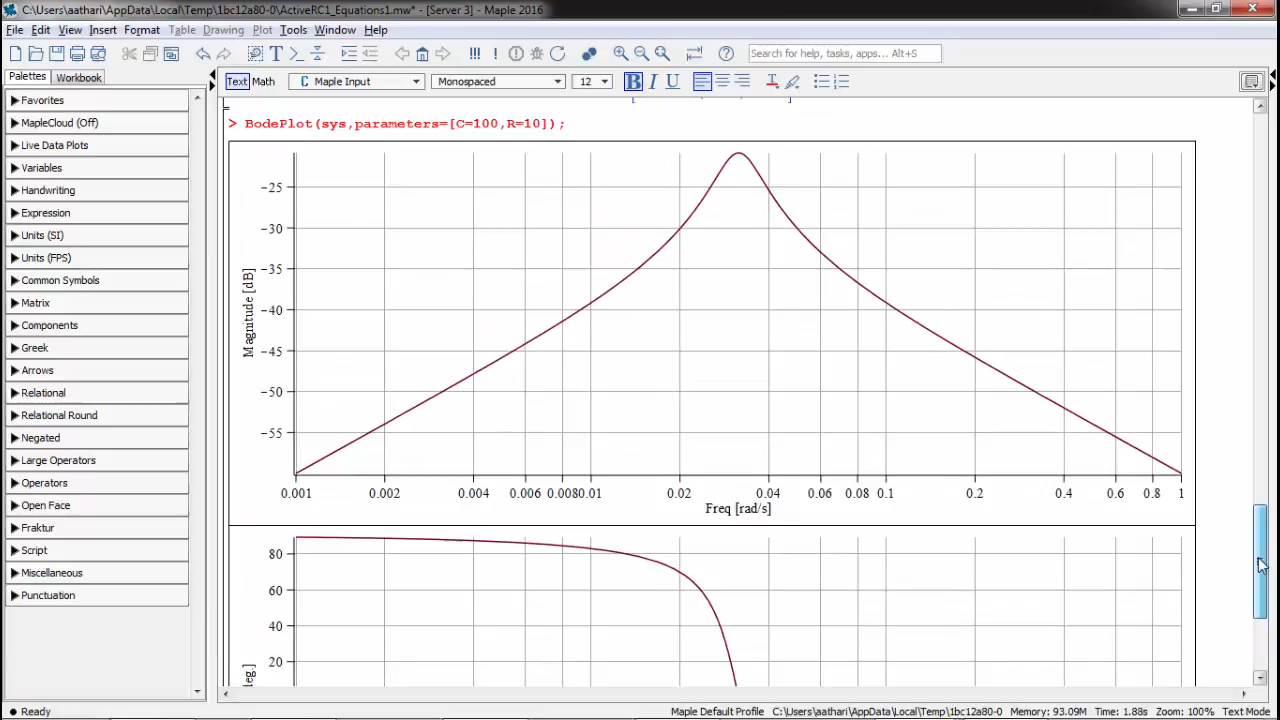 C:\Users\aathari\AppData\Local\Temp\1bc12a80-0\ActiveRC1_Equations1.mw* - [Server 3] - Maple 2016
File Edit View Insert Format Table Drawing Plot Tools Window Help
Search for help, tasks, apps... Alt+S
Palettes Workbook
Text Math C Maple Input Monospaced 12 B I U
Favorites
MapleCloud (Off)
Live Data Plots
Variables
Handwriting
Expression
Units (SI)
Units (FPS)
Common Symbols
Matrix
Components
Greek
Arrows
Relational
Relational Round
Negated
Large Operators
Operators
Open Face
Fraktur
Script
Miscellaneous
Punctuation
> BodePlot(sys,parameters=[C=100,R=10]);
-25
-30
-35
-40
-45
-50
-55
Magnitude [dB]
0.001 0.002 0.004 0.006 0.008 0.01 0.02 0.04 0.06 0.08 0.1 0.2 0.4 0.6 0.8 1
Freq [rad/s]
80
60
40
20
eg.]
Ready
Maple Default Profile C:\Users\aathari\AppData\Local\Temp\1bc12a80-0 Memory: 93.09M Time: 1.88s Zoom: 100% Text Mode